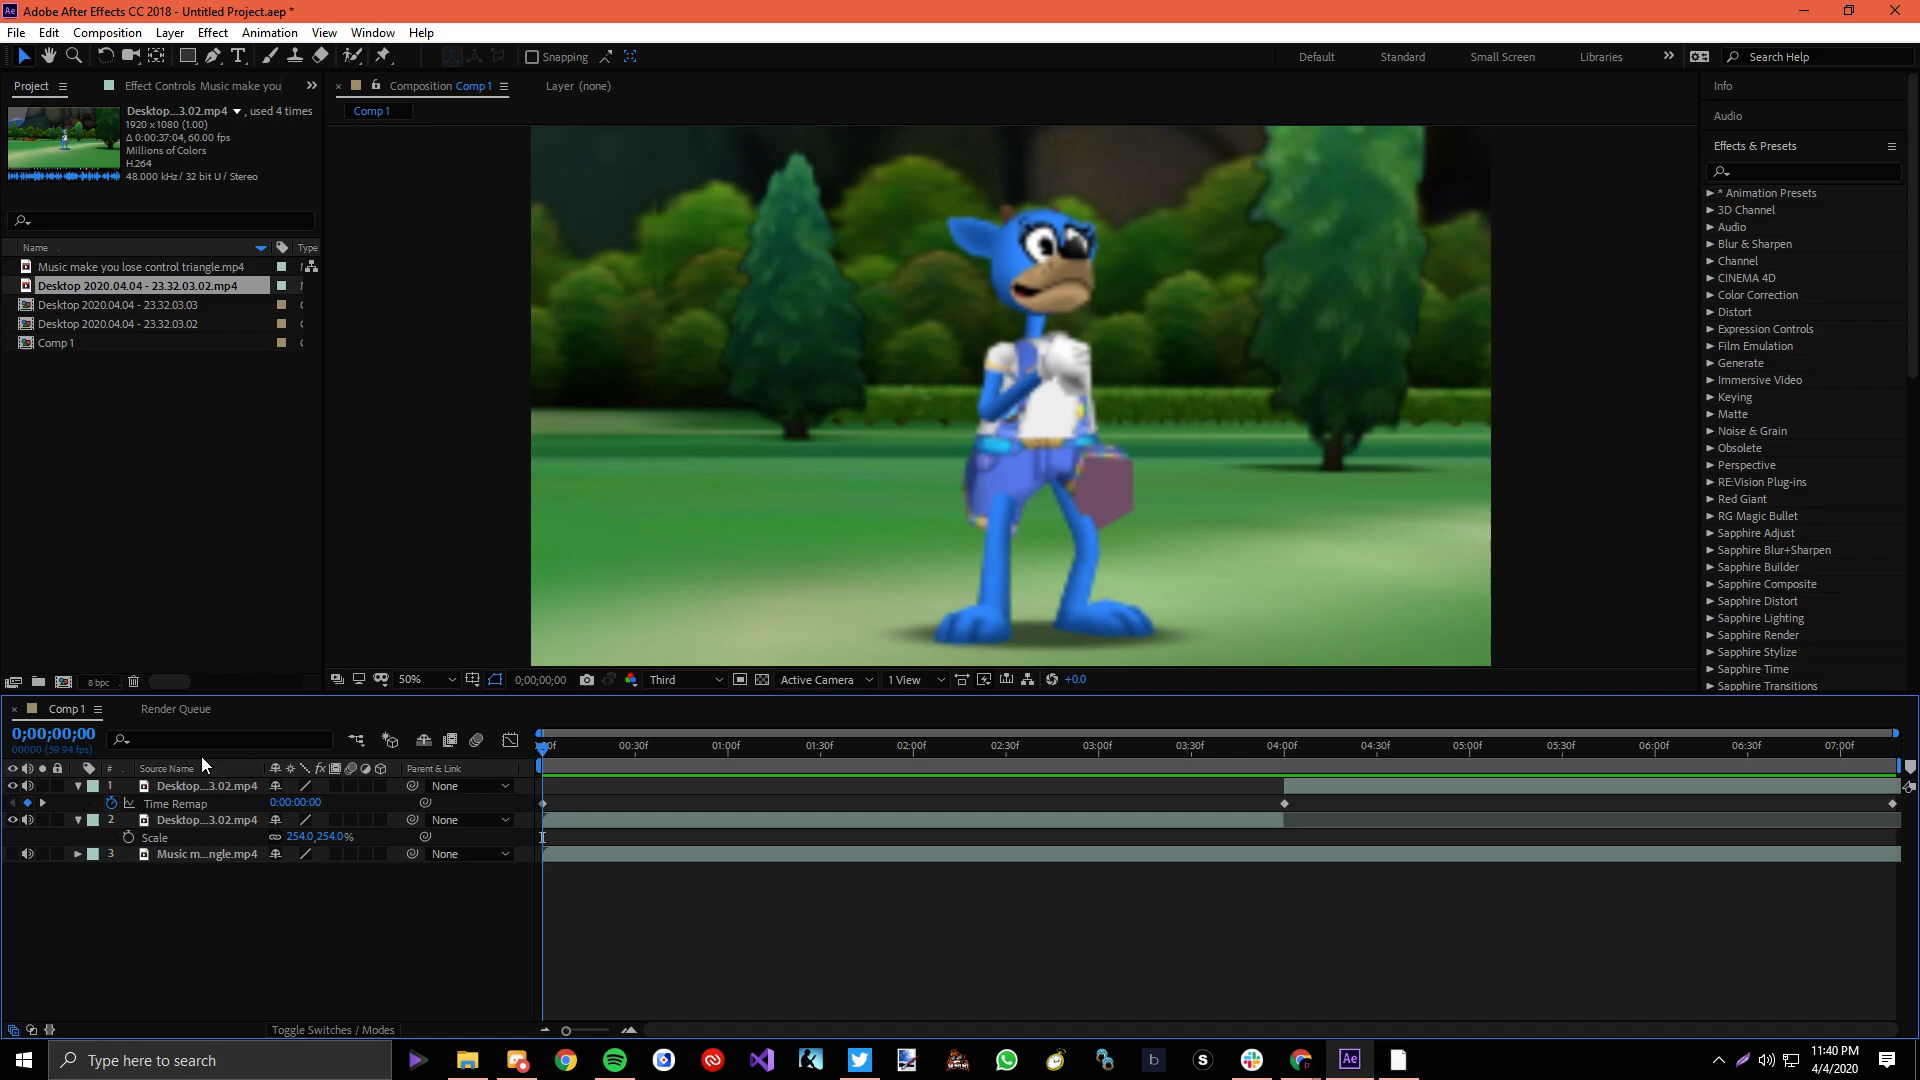 Ae Adobe After Effects CC 2018 - Untitled Project.aep *
File Edit Composition Layer Effect Animation View Window Help
Snapping Default Standard Small Screen Libraries Search Help
Project Effect Controls Music make you
Composition Comp 1 Layer (none)
Comp 1
Desktop...3.02.mp4 , used 4 times
1920 x 1080 (1.00)
Δ 0:00:37:04, 60.00 fps
Millions of Colors
H.264
48.000 kHz / 32 bit U / Stereo
Name Type
Music make you lose control triangle.mp4
Desktop 2020.04.04 - 23.32.03.02.mp4
Desktop 2020.04.04 - 23.32.03.03
Desktop 2020.04.04 - 23.32.03.02
Comp 1
8 bpc
50% 0;00;00;00 Third Active Camera 1 View +0.0
Info
Audio
Effects & Presets
* Animation Presets
3D Channel
Audio
Blur & Sharpen
Channel
CINEMA 4D
Color Correction
Distort
Expression Controls
Film Emulation
Generate
Immersive Video
Keying
Matte
Noise & Grain
Obsolete
Perspective
RE:Vision Plug-ins
Red Giant
RG Magic Bullet
Sapphire Adjust
Sapphire Blur+Sharpen
Sapphire Builder
Sapphire Composite
Sapphire Distort
Sapphire Lighting
Sapphire Render
Sapphire Stylize
Sapphire Time
Sapphire Transitions
Comp 1 Render Queue
0;00;00;00
00000 (59.94 fps)
00:30f 01:00f 01:30f 02:00f 02:30f 03:00f 03:30f 04:00f 04:30f 05:00f 05:30f 06:00f 06:30f 07:00f
# Source Name fx Parent & Link
1 Desktop...3.02.mp4 None
Time Remap 0:00:00:00
2 Desktop...3.02.mp4 None
Scale 254.0,254.0%
3 Music m...ngle.mp4 None
Toggle Switches / Modes
Type here to search
b S Ae
11:40 PM
4/4/2020